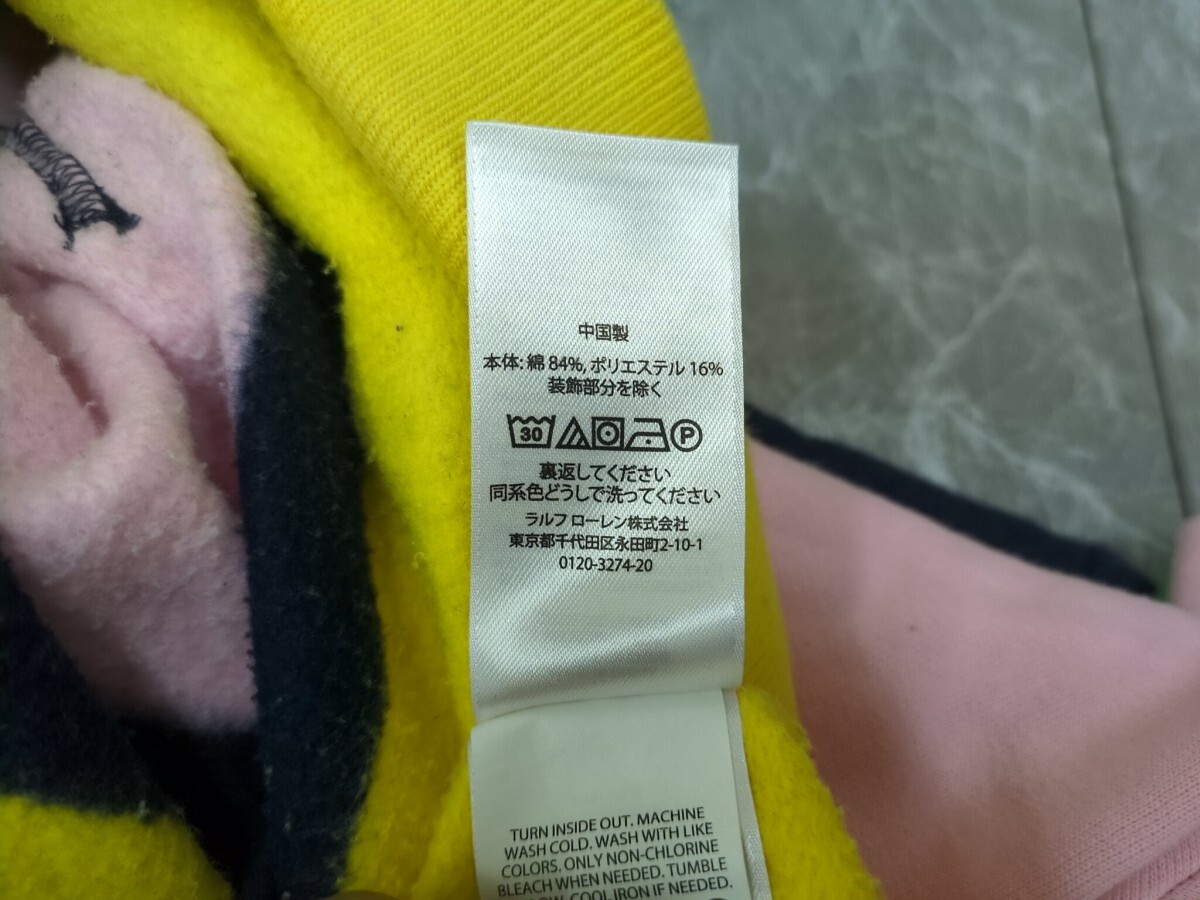 中国製
本体: 綿 84%, ポリエステル 16%
装飾部分を除く
30 P
裏返してください
同系色どうしで洗ってください
ラルフ ローレン株式会社
東京都千代田区永田町2-10-1
0120-3274-20
TURN INSIDE OUT. MACHINE
WASH COLD. WASH WITH LIKE
COLORS. ONLY NON-CHLORINE
BLEACH WHEN NEEDED. TUMBLE
COOL IRON IF NEEDED.